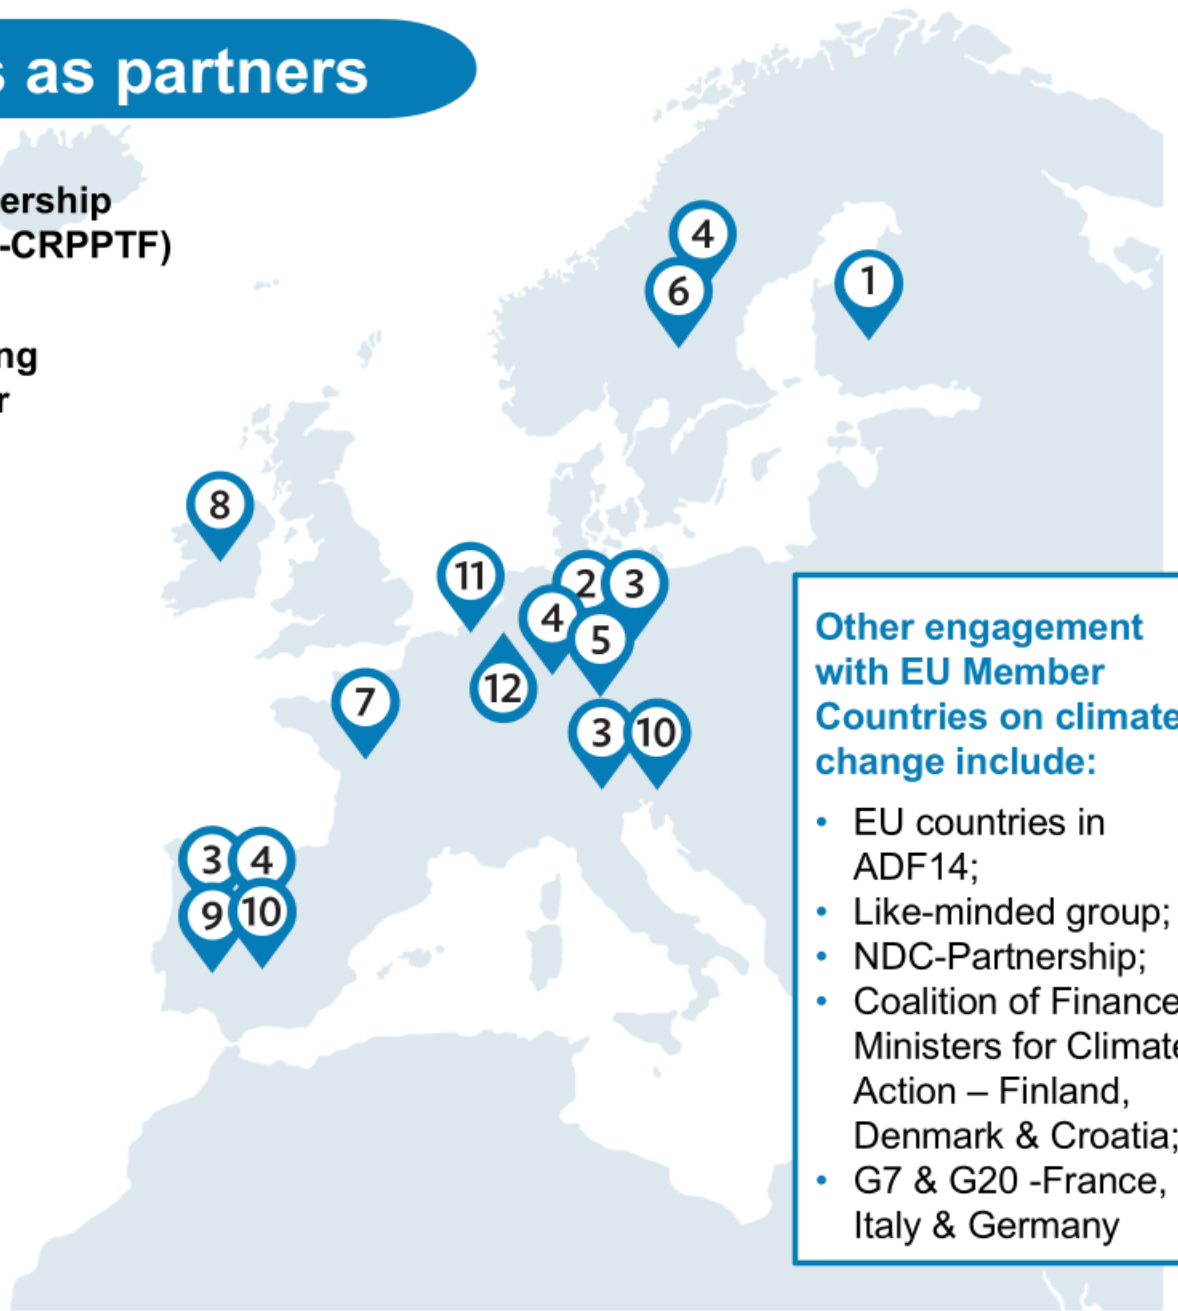 s as partners
ership
-CRPPTF)
ng
r
4
6
1
8
11
2
3
4
5
12
7
3
10
3
4
9
10
Other engagement
with EU Member
Countries on climate
change include:
• EU countries in
ADF14;
• Like-minded group;
• NDC-Partnership;
• Coalition of Finance
Ministers for Climate
Action – Finland,
Denmark & Croatia;
• G7 & G20 -France,
Italy & Germany